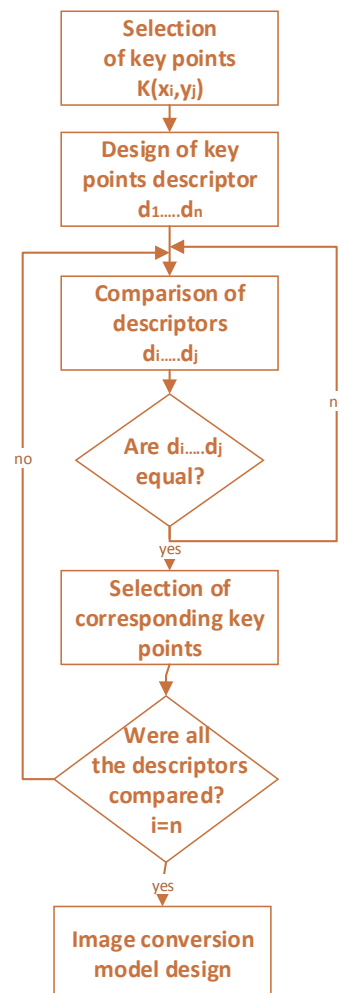 Selection
of key points
K(xi,yj)
Design of key
points descriptor
d1.....dn
Comparison of
descriptors
di.....dj
n
no
Are di.....dj
equal?
yes
Selection of
corresponding key
points
Were all
the descriptors
compared?
i=n
yes
Image conversion
model design